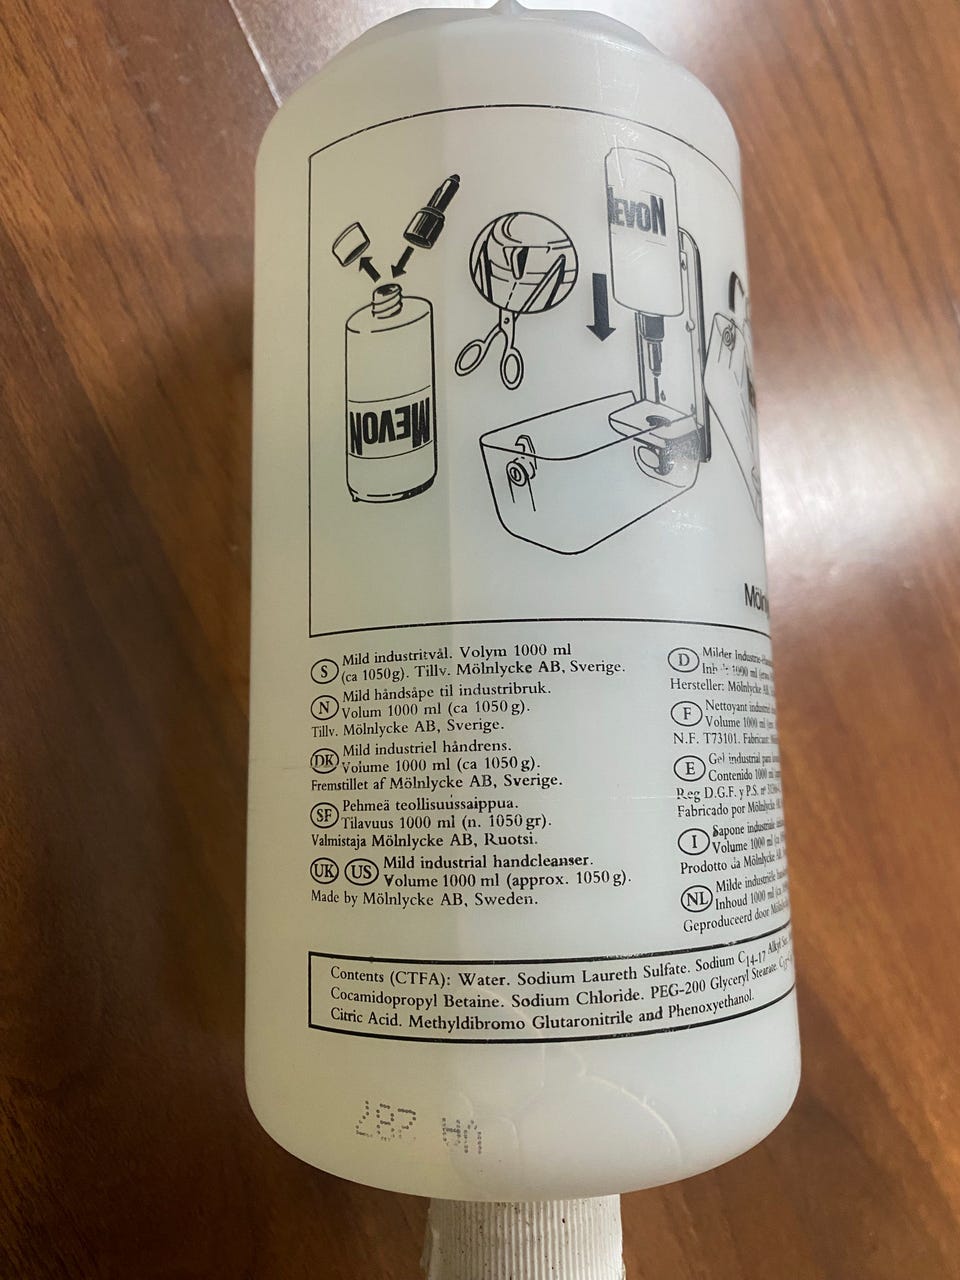 MEVON
MEVON
Möln
S Mild industritvål. Volym 1000 ml
(ca 1050g). Tillv. Mölnlycke AB, Sverige.
N Mild håndsåpe til industribruk.
Volum 1000 ml (ca 1050 g).
Tillv. Mölnlycke AB, Sverige.
DK Mild industriel håndrens.
Volume 1000 ml (ca 1050 g).
Fremstillet af Mölnlycke AB, Sverige.
SF Pehmeä teollisuussaippua.
Tilavuus 1000 ml (n. 1050 gr).
Valmistaja Mölnlycke AB, Ruotsi.
UK US Mild industrial handcleanser.
Volume 1000 ml (approx. 1050 g).
Made by Mölnlycke AB, Sweden.
D Milder Industrie-
1000 ml
Hersteller: Mölnlycke AB,
F Nettoyant industriel
Volume 1000 ml
N.F. T73101. Fabricant:
E Gel industrial para
Contenido 1000 ml
Reg D.G.F. y P.S. nº
Fabricado por Mölnlycke
I Sapone industriale
Volume 1000 ml
Prodotto da Mölnlycke
NL Milde industriële
Inhoud 1000 ml
Geproduceerd door Mölnlycke
Contents (CTFA): Water. Sodium Laureth Sulfate. Sodium C14-17 Alkyl Sec.
Cocamidopropyl Betaine. Sodium Chloride. PEG-200 Glyceryl Stearate.
Citric Acid. Methyldibromo Glutaronitrile and Phenoxyethanol.